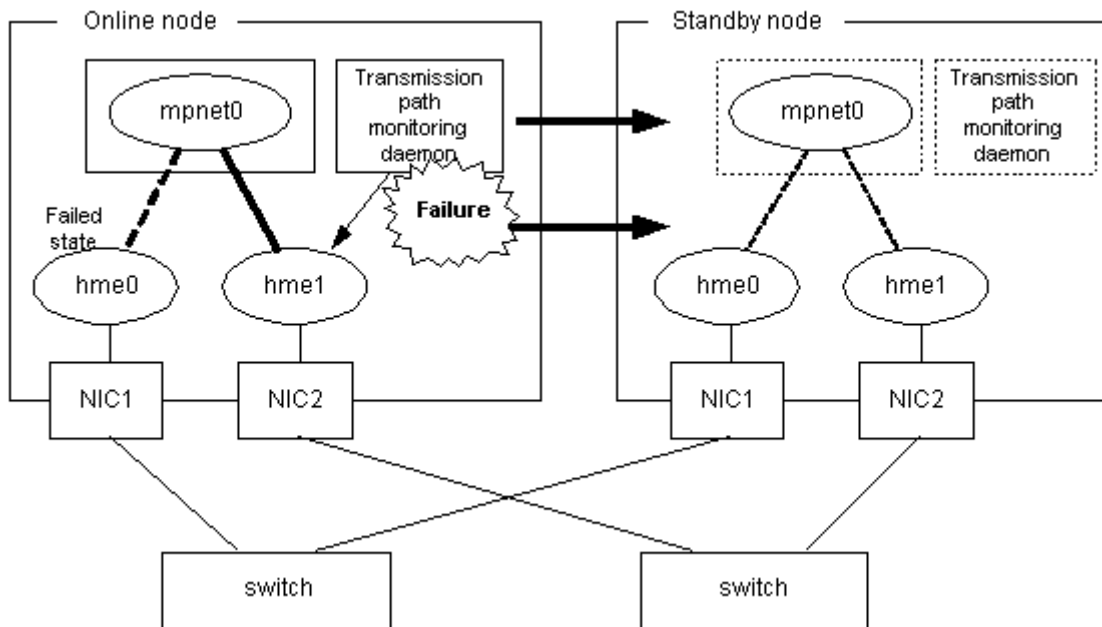 Online node
Standby node
mpnet0
Transmission
path
monitoring
daemon
mpnet0
Transmission
path
monitoring
daemon
Failure
Failed
state
hme0
hme1
hme0
hme1
NIC1
NIC2
NIC1
NIC2
switch
switch